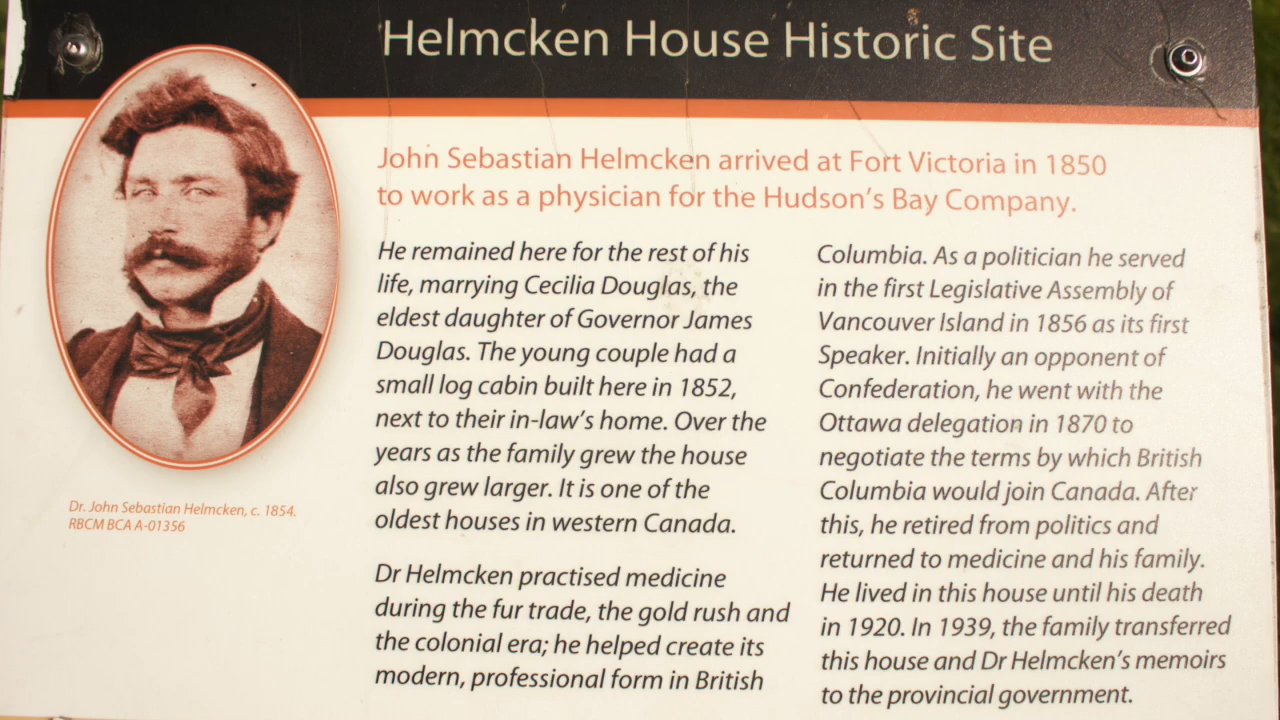 Helmcken House Historic Site
John Sebastian Helmcken arrived at Fort Victoria in 1850
to work as a physician for the Hudson's Bay Company.
He remained here for the rest of his
life, marrying Cecilia Douglas, the
eldest daughter of Governor James
Douglas. The young couple had a
small log cabin built here in 1852,
next to their in-law's home. Over the
years as the family grew the house
also grew larger. It is one of the
oldest houses in western Canada.
Dr Helmcken practised medicine
during the fur trade, the gold rush and
the colonial era; he helped create its
modern, professional form in British
Columbia. As a politician he served
in the first Legislative Assembly of
Vancouver Island in 1856 as its first
Speaker. Initially an opponent of
Confederation, he went with the
Ottawa delegation in 1870 to
negotiate the terms by which British
Columbia would join Canada. After
this, he retired from politics and
returned to medicine and his family.
He lived in this house until his death
in 1920. In 1939, the family transferred
this house and Dr Helmcken's memoirs
to the provincial government.
Dr. John Sebastian Helmcken, c. 1854.
RBCM BCA A-01356